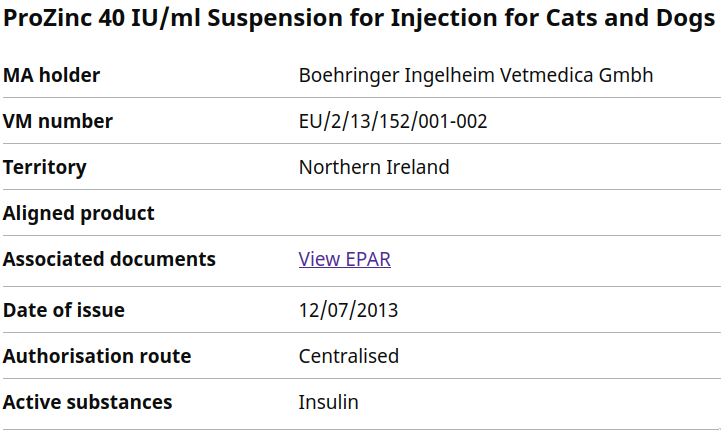 ProZinc 40 IU/ml Suspension for Injection for Cats and Dogs
MA holder Boehringer Ingelheim Vetmedica Gmbh
VM number EU/2/13/152/001-002
Territory Northern Ireland
Aligned product
Associated documents View EPAR
Date of issue 12/07/2013
Authorisation route Centralised
Active substances Insulin